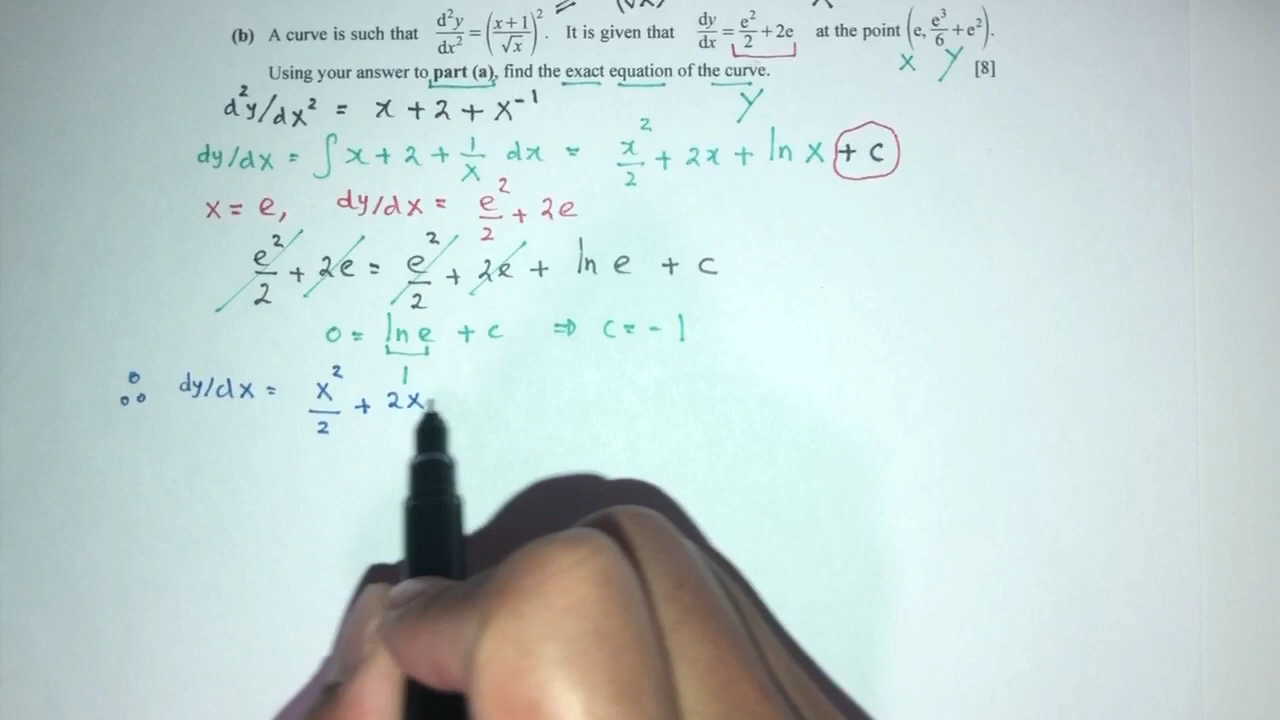 (b) A curve is such that d²y/dx² = ((x+1)/√x)². It is given that dy/dx = e²/2 + 2e at the point (e, e³/6 + e²).
x y
Using your answer to part (a), find the exact equation of the curve. [8]
y
d²y/dx² = x + 2 + x⁻¹
dy/dx = ∫ x + 2 + 1/x dx = x²/2 + 2x + ln x + c
x = e, dy/dx = e²/2 + 2e
e²/2 + 2e = e²/2 + 2e + ln e + c
0 = ln e + c ⇒ c = -1
1
∴ dy/dx = x²/2 + 2x